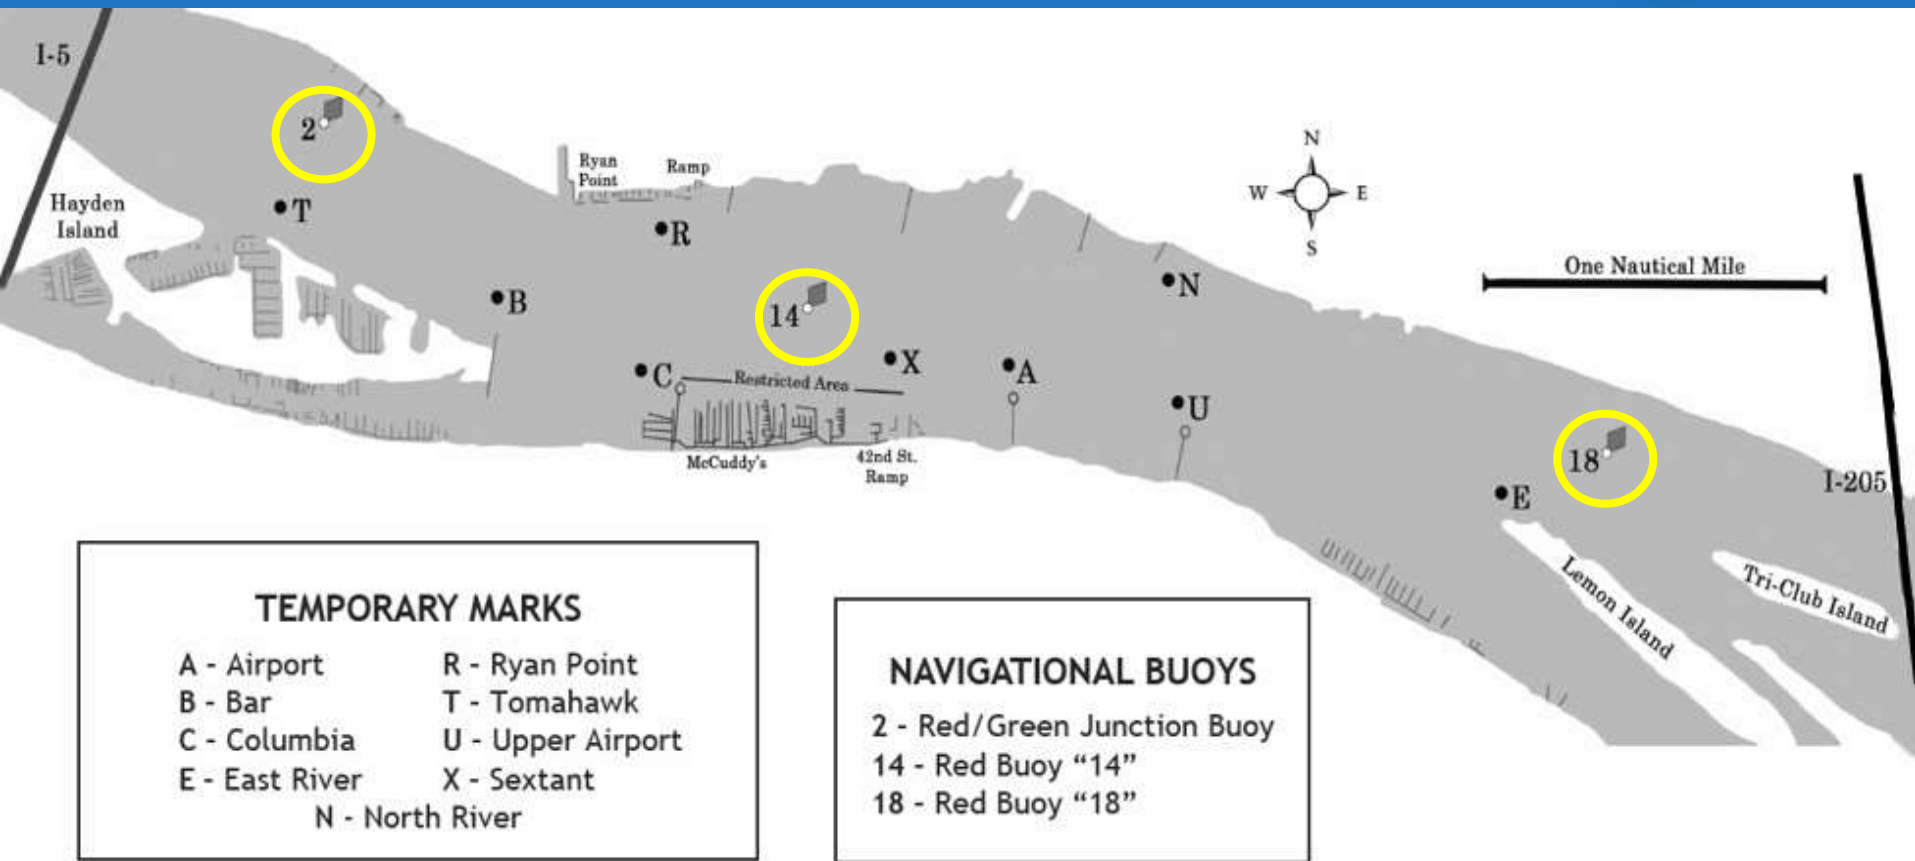 I-5
2
Hayden
Island
T
Ryan
Point
Ramp
R
B
14
C
Restricted Area
X
A
McCuddy's
42nd St.
Ramp
N
W
E
S
N
U
One Nautical Mile
18
E
I-205
Lemon Island
Tri-Club Island
TEMPORARY MARKS
A - Airport
B - Bar
C - Columbia
E - East River
R - Ryan Point
T - Tomahawk
U - Upper Airport
X - Sextant
N - North River
NAVIGATIONAL BUOYS
2 - Red/Green Junction Buoy
14 - Red Buoy “14”
18 - Red Buoy “18”